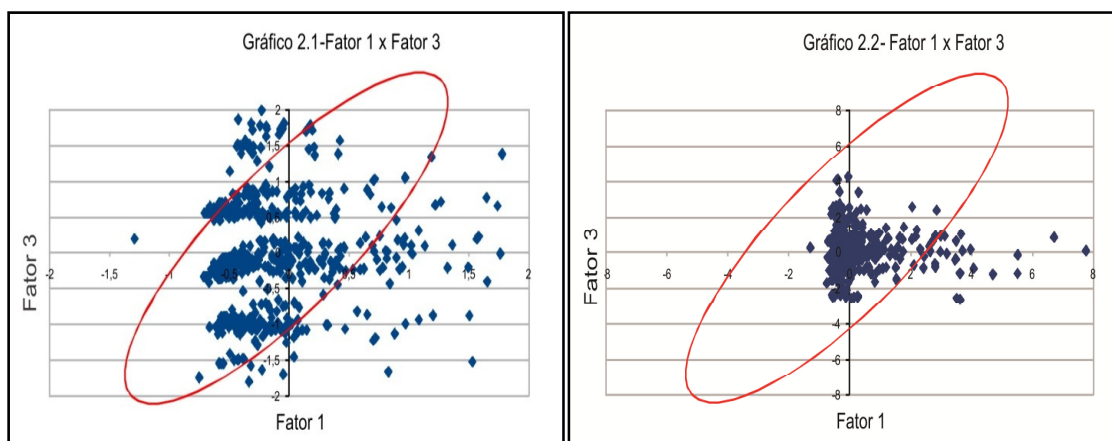 Gráfico 2.1-Fator 1 x Fator 3
2
1,5
1
0,5
0
-0,5
-1
-1,5
-2
-2 -1,5 -1 -0,5 0 0,5 1 1,5 2
Fator 3
Fator 1
Gráfico 2.2- Fator 1 x Fator 3
8
6
4
2
0
-2
-4
-6
-8
-8 -6 -4 -2 0 2 4 6 8
Fator 3
Fator 1